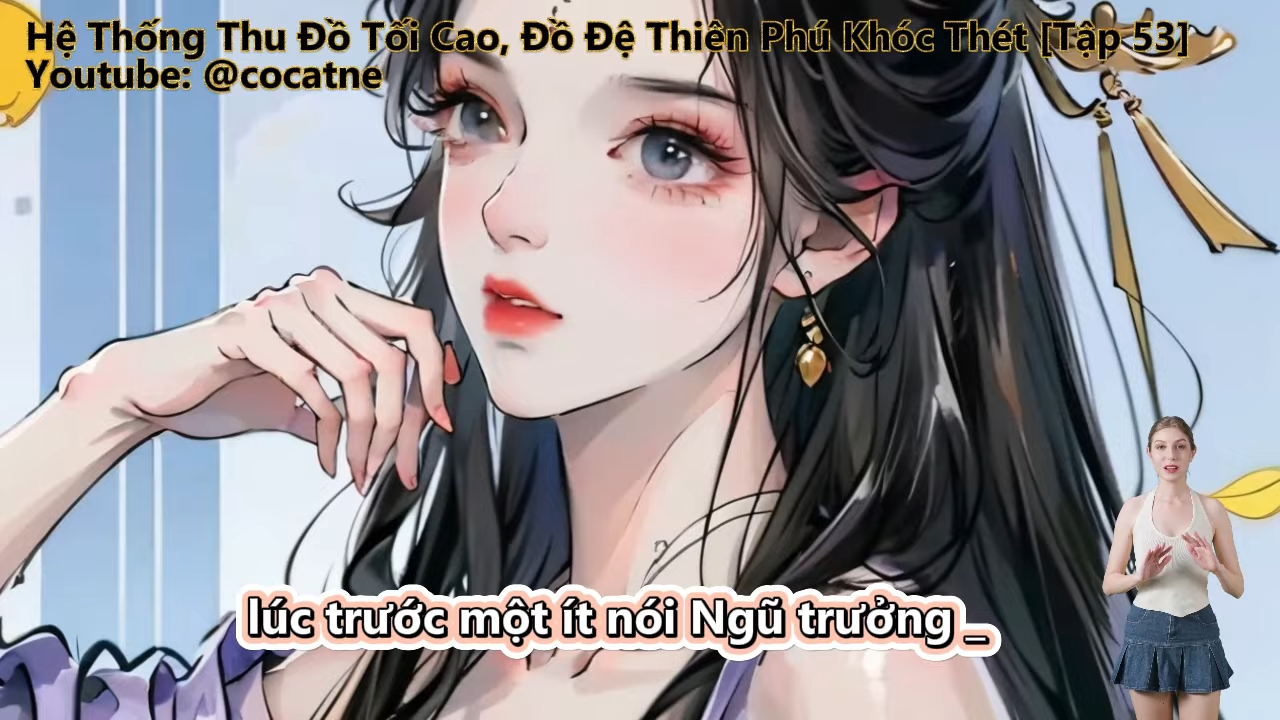 Hệ Thống Thu Đồ Tối Cao, Đồ Đệ Thiên Phú Khóc Thét [Tập 53]
Youtube: @cocatne
lúc trước một ít nói Ngũ trưởng _